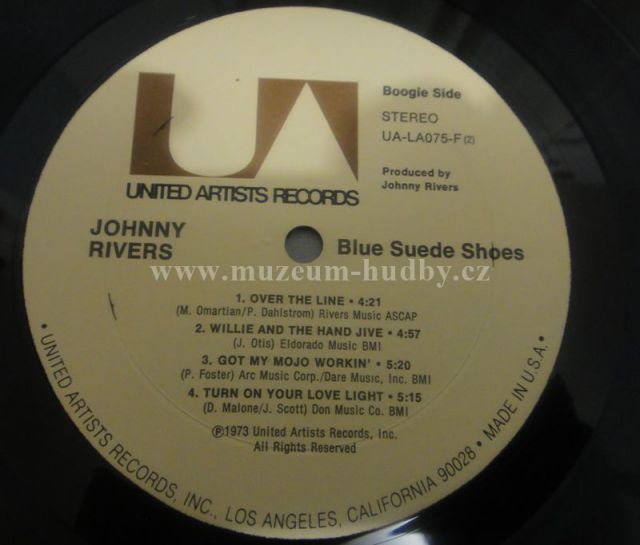 UA
UNITED ARTISTS RECORDS
Boogie Side
STEREO
UA-LA075-F(2)
Produced by
Johnny Rivers
JOHNNY
RIVERS
Blue Suede Shoes
www.muzeum-hudby.cz
1. OVER THE LINE • 4:21
(M. Omartian/P. Dahlstrom) Rivers Music ASCAP
2. WILLIE AND THE HAND JIVE • 4:57
(J. Otis) Eldorado Music BMI
3. GOT MY MOJO WORKIN' • 5:20
(P. Foster) Arc Music Corp./Dare Music, Inc. BMI
4. TURN ON YOUR LOVE LIGHT • 5:15
(D. Malone/J. Scott) Don Music Co. BMI
Ⓟ1973 United Artists Records, Inc.
All Rights Reserved
• UNITED ARTISTS RECORDS, INC., LOS ANGELES, CALIFORNIA 90028 • MADE IN U.S.A. •